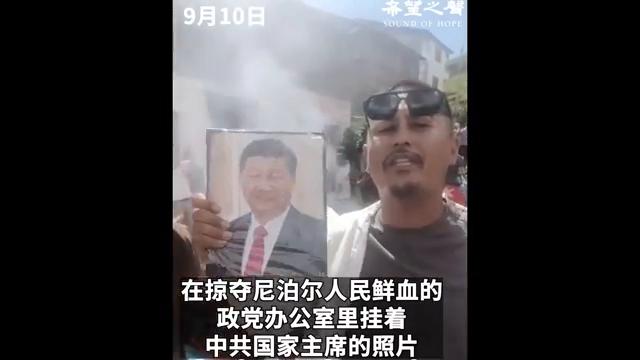 9月10日
希望之聲
SOUND OF HOPE
在掠夺尼泊尔人民鲜血的
政党办公室里挂着
中共国家主席的照片